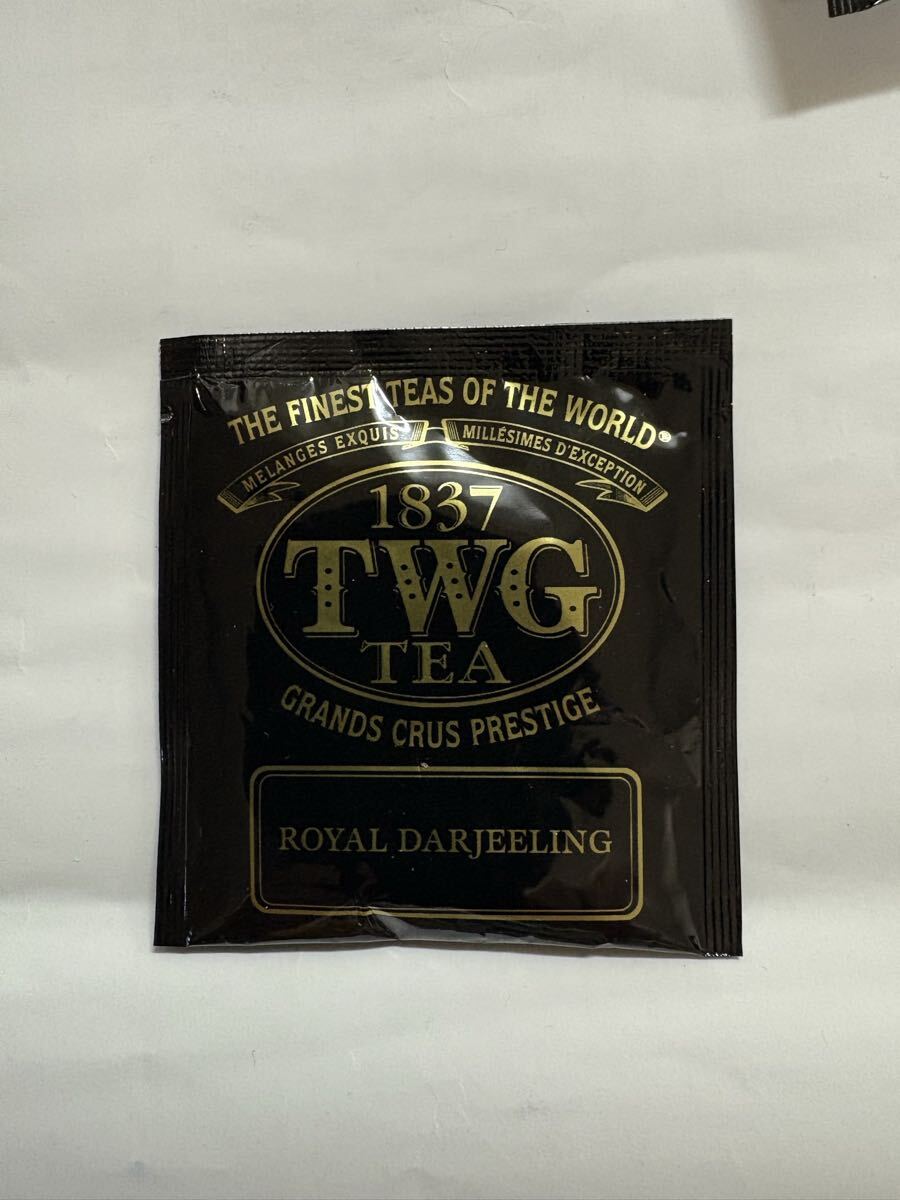 THE FINEST TEAS OF THE WORLD®
MELANGES EXQUIS MILLÉSIMES D'EXCEPTION
1837
TWG
TEA
GRANDS CRUS PRESTIGE
ROYAL DARJEELING